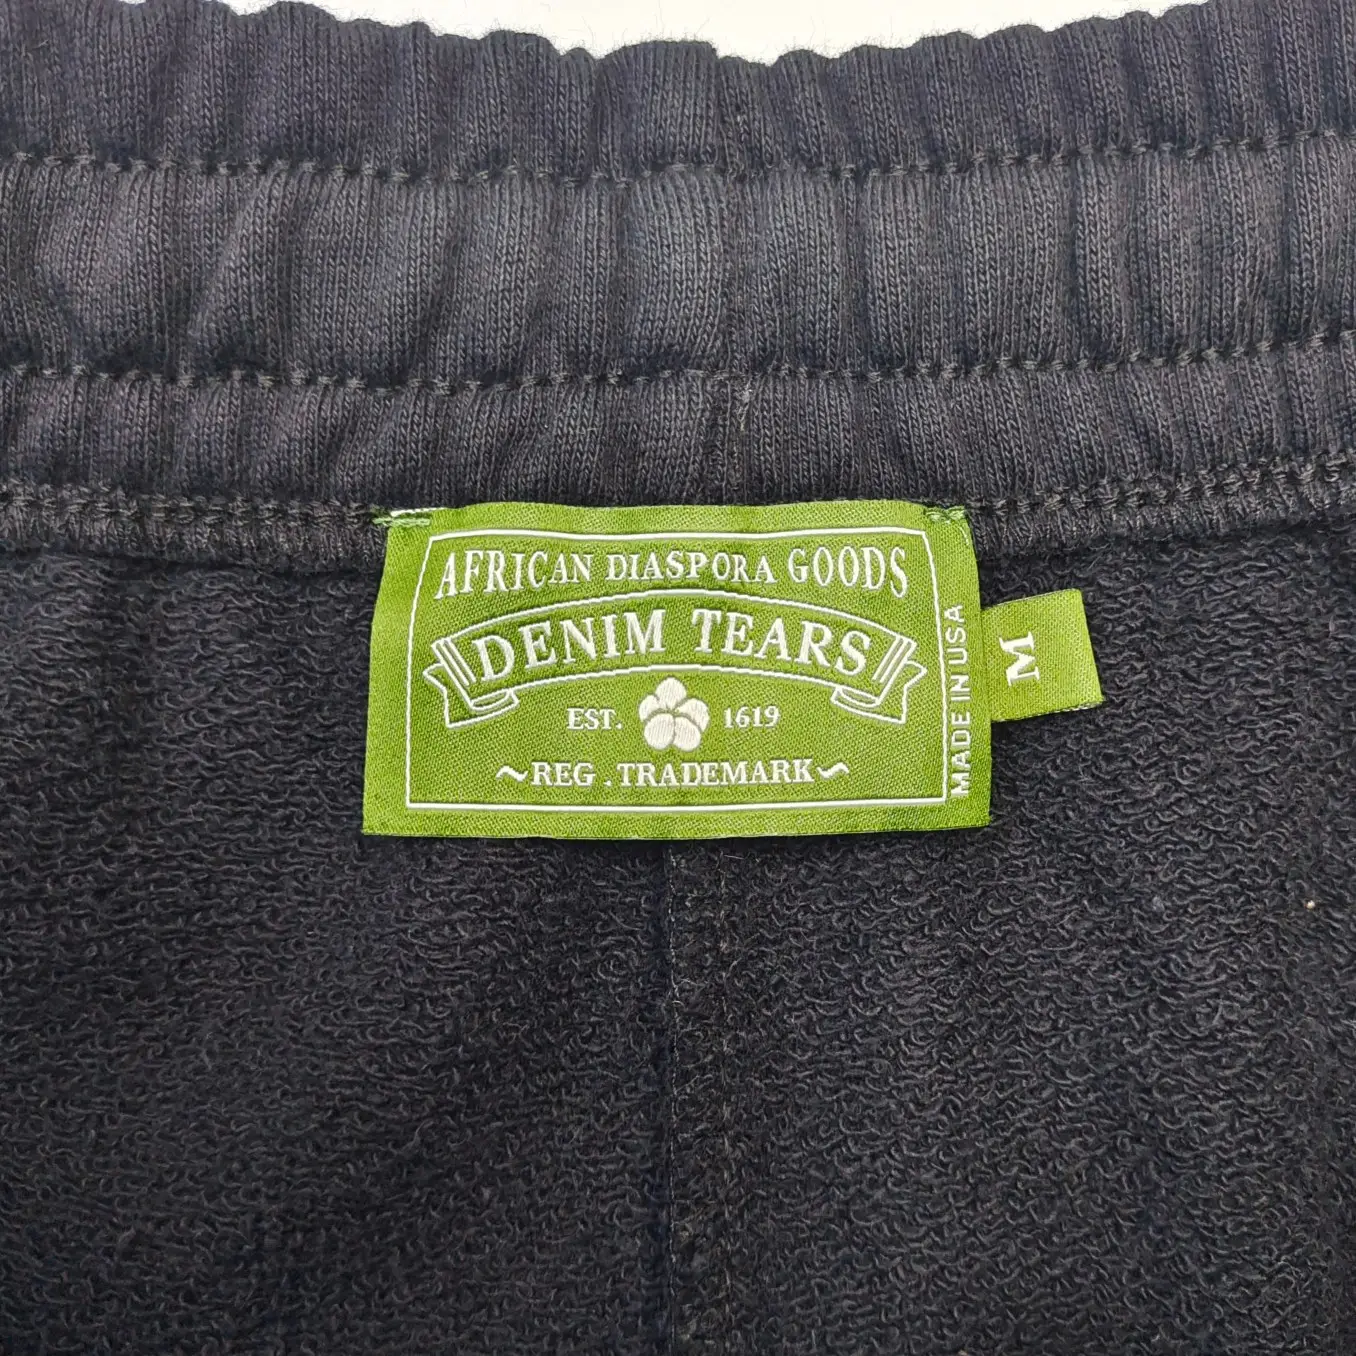 AFRICAN DIASPORA GOODS
DENIM TEARS
EST. 1619
~REG . TRADEMARK~
MADE IN USA
M